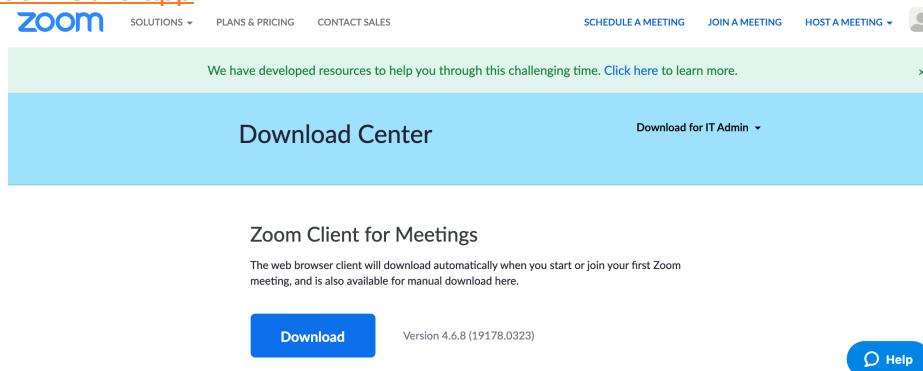 zoom
SOLUTIONS
PLANS & PRICING
CONTACT SALES
SCHEDULE A MEETING
JOIN A MEETING
HOST A MEETING
We have developed resources to help you through this challenging time. Click here to learn more.
×
Download Center
Download for IT Admin
Zoom Client for Meetings
The web browser client will download automatically when you start or join your first Zoom
meeting, and is also available for manual download here.
Download
Version 4.6.8 (19178.0323)
Help